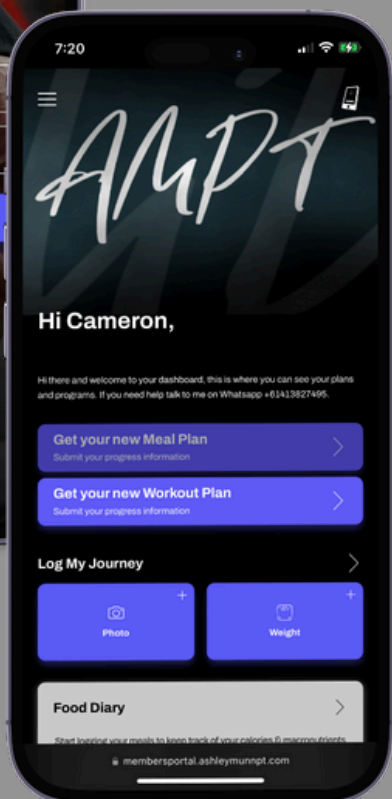 7:20
AMPT
Hi Cameron,
Hi there and welcome to your dashboard, this is where you can see your plans
and programs. If you need help talk to me on Whatsapp +61413827495.
Get your new Meal Plan
Submit your progress information
Get your new Workout Plan
Submit your progress information
Log My Journey
Photo
Weight
Food Diary
Start logging your meals to keep track of your calories & macronutrients
membersportal.ashleymunnpt.com